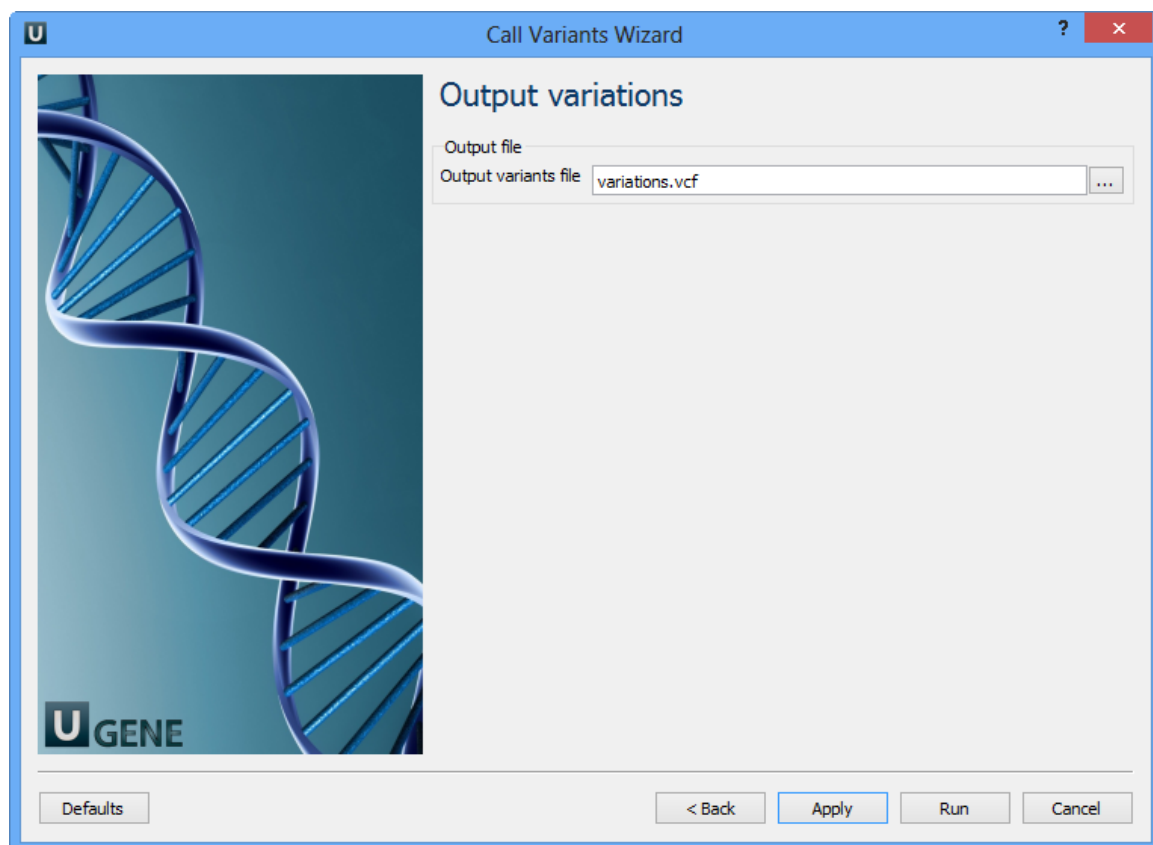 U Call Variants Wizard ? ×
Output variations
Output file
Output variants file variations.vcf ...
U GENE
Defaults < Back Apply Run Cancel